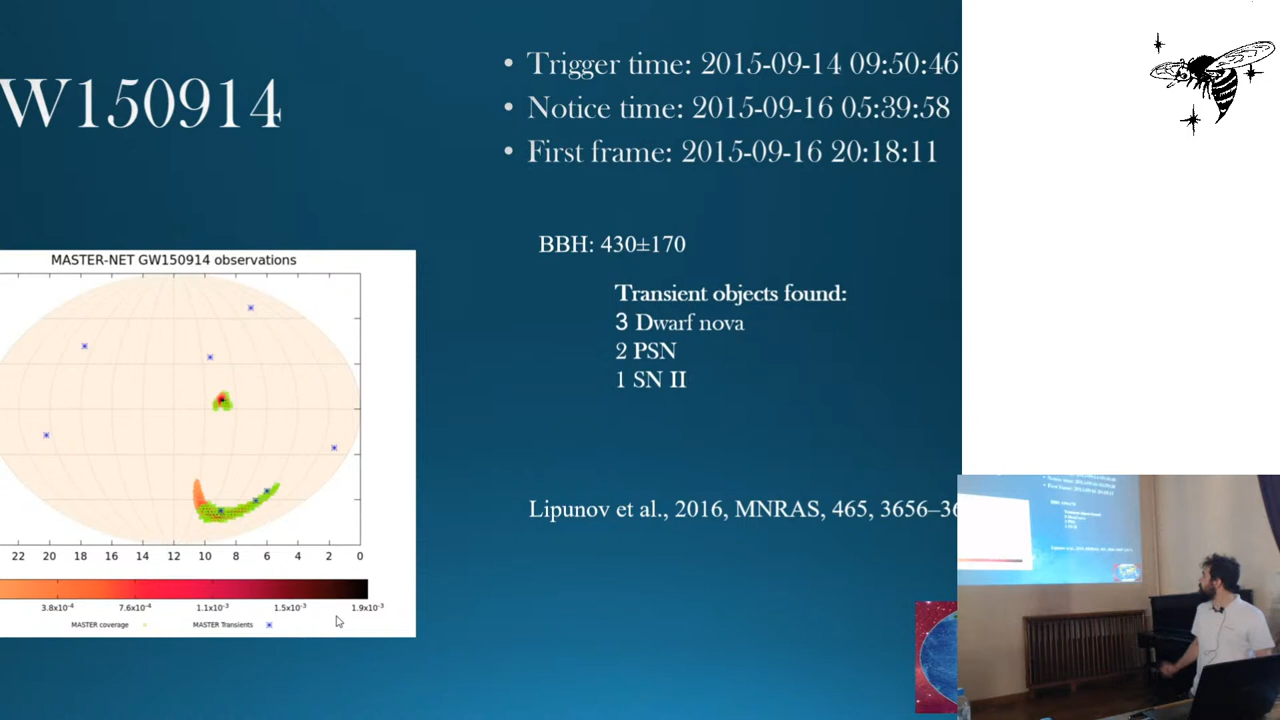 W150914
• Trigger time: 2015-09-14 09:50:46
• Notice time: 2015-09-16 05:39:58
• First frame: 2015-09-16 20:18:11
BBH: 430±170
Transient objects found:
3 Dwarf nova
2 PSN
1 SN II
Lipunov et al., 2016, MNRAS, 465, 3656–36
MASTER-NET GW150914 observations
22 20 18 16 14 12 10 8 6 4 2 0
3.8x10⁻⁴ 7.6x10⁻⁴ 1.1x10⁻³ 1.5x10⁻³ 1.9x10⁻³
MASTER coverage MASTER Transients